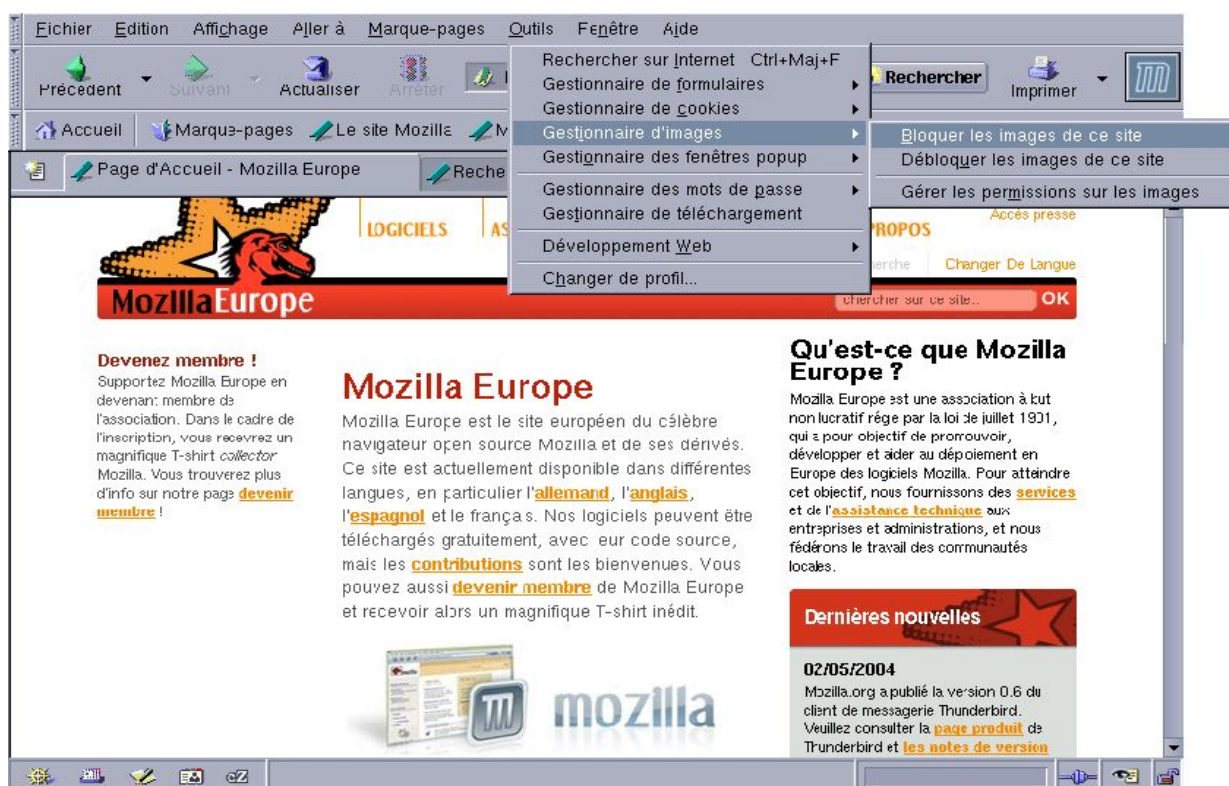 Fichier Edition Affichage Aller à Marque-pages Outils Fenêtre Aide
Précédent Suivant Actualiser Arrêter Rechercher Imprimer
Rechercher sur Internet Ctrl+Maj+F
Gestionnaire de formulaires
Gestionnaire de cookies
Gestionnaire d'images
Gestionnaire des fenêtres popup
Gestionnaire des mots de passe
Gestionnaire de téléchargement
Développement Web
Changer de profil...
Bloquer les images de ce site
Débloquer les images de ce site
Gérer les permissions sur les images
Accueil Marque-pages Le site Mozilla
Page d'Accueil - Mozilla Europe
LOGICIELS
Accès presse
Changer De Langue
MozillaEurope
chercher sur ce site.. OK
Devenez membre !
Supportez Mozilla Europe en
devenant membre de
l'association. Dans le cadre de
l'inscription, vous recevrez un
magnifique T-shirt collector
Mozilla. Vous trouverez plus
d'info sur notre page devenir
membre !
Mozilla Europe
Mozilla Europe est le site européen du célèbre
navigateur open source Mozilla et de ses dérivés.
Ce site est actuellement disponible dans différentes
langues, en particulier l'allemand, l'anglais,
l'espagnol et le français. Nos logiciels peuvent être
téléchargés gratuitement, avec leur code source,
mais les contributions sont les bienvenues. Vous
pouvez aussi devenir membre de Mozilla Europe
et recevoir alors un magnifique T-shirt inédit.
mozilla
Qu'est-ce que Mozilla
Europe ?
Mozilla Europe est une association à but
non lucratif régie par la loi de juillet 1901,
qui a pour objectif de promouvoir,
développer et aider au déploiement en
Europe des logiciels Mozilla. Pour atteindre
cet objectif, nous fournissons des services
et de l'assistance technique aux
entreprises et administrations, et nous
fédérons le travail des communautés
locales.
Dernières nouvelles
02/05/2004
Mozilla.org a publié la version 0.6 du
client de messagerie Thunderbird.
Veuillez consulter la page produit de
Thunderbird et les notes de version